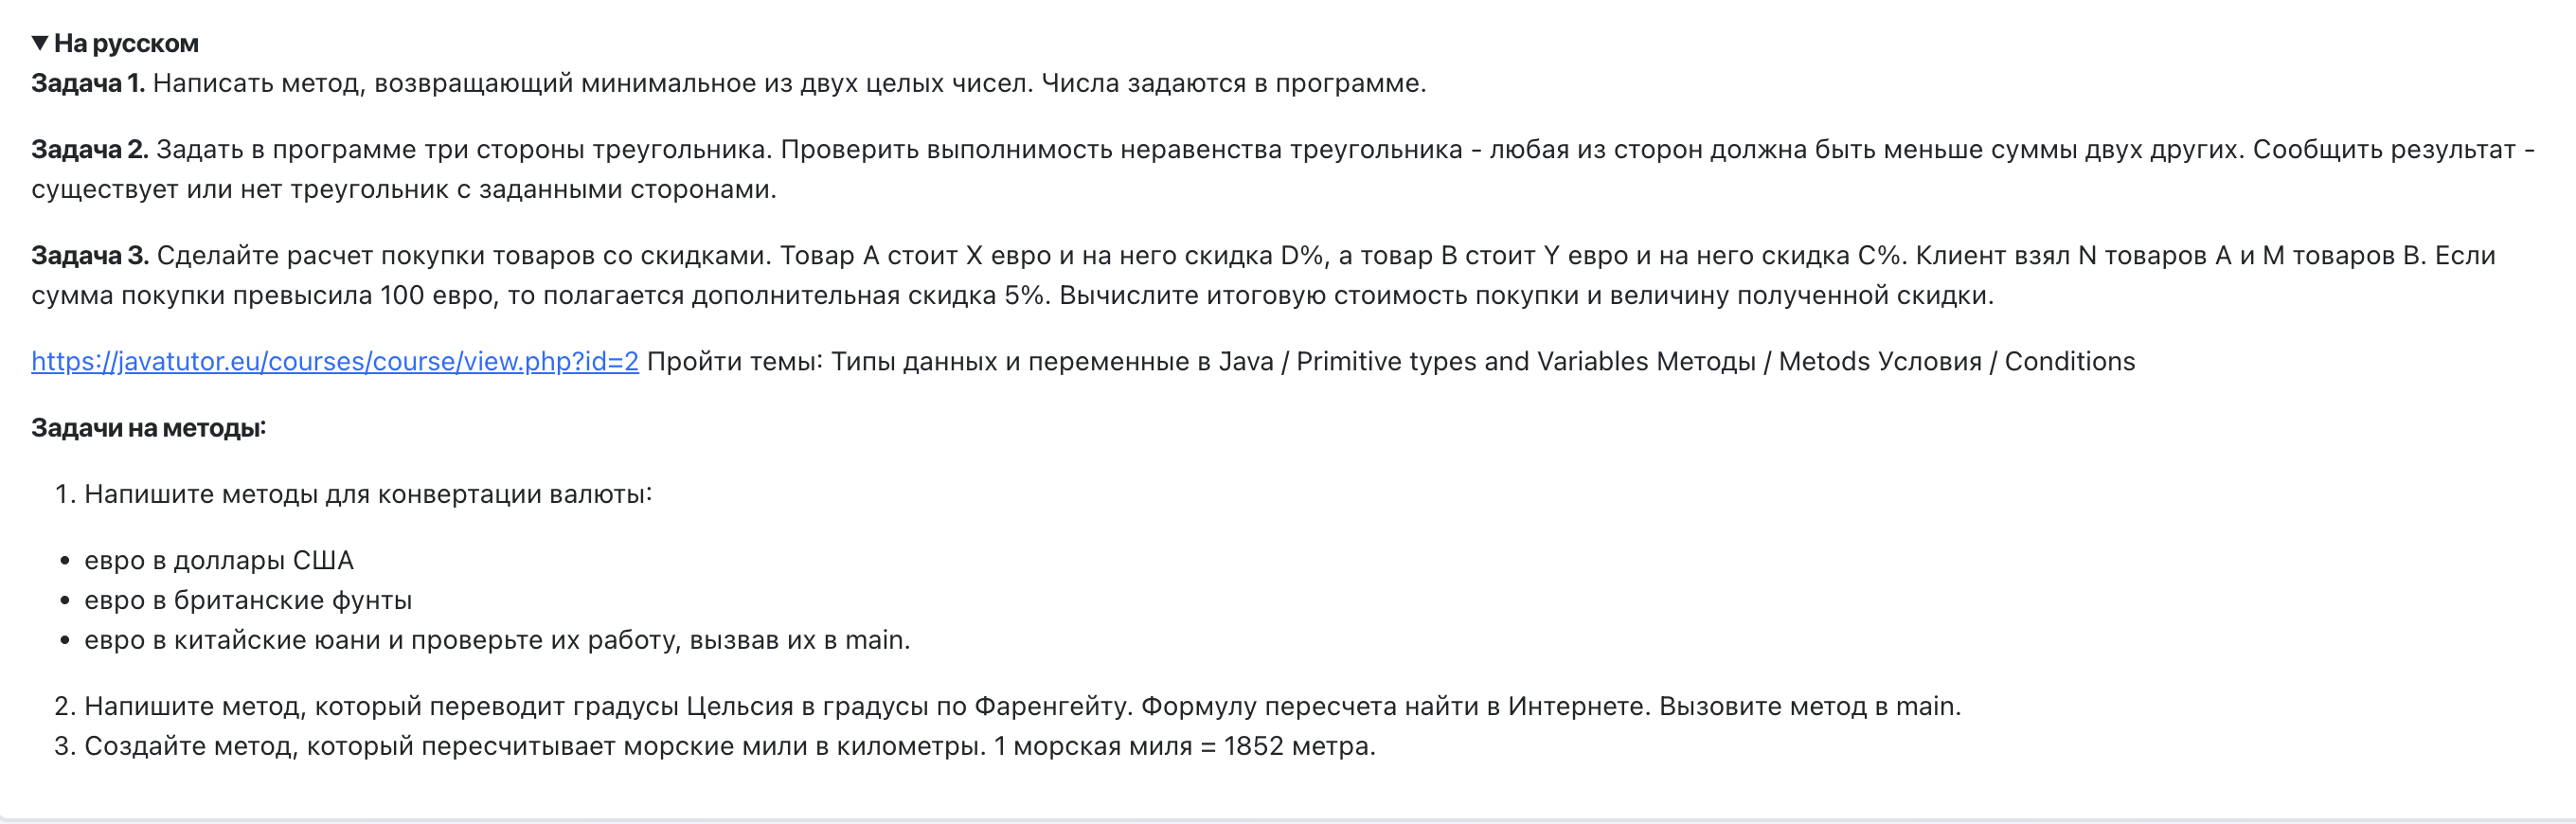 ▼ На русском
Задача 1. Написать метод, возвращающий минимальное из двух целых чисел. Числа задаются в программе.
Задача 2. Задать в программе три стороны треугольника. Проверить выполнимость неравенства треугольника - любая из сторон должна быть меньше суммы двух других. Сообщить результат -
существует или нет треугольник с заданными сторонами.
Задача 3. Сделайте расчет покупки товаров со скидками. Товар А стоит X евро и на него скидка D%, а товар B стоит Y евро и на него скидка C%. Клиент взял N товаров А и M товаров B. Если
сумма покупки превысила 100 евро, то полагается дополнительная скидка 5%. Вычислите итоговую стоимость покупки и величину полученной скидки.
https://javatutor.eu/courses/course/view.php?id=2 Пройти темы: Типы данных и переменные в Java / Primitive types and Variables Методы / Metods Условия / Conditions
Задачи на методы:
1. Напишите методы для конвертации валюты:
• евро в доллары США
• евро в британские фунты
• евро в китайские юани и проверьте их работу, вызвав их в main.
2. Напишите метод, который переводит градусы Цельсия в градусы по Фаренгейту. Формулу пересчета найти в Интернете. Вызовите метод в main.
3. Создайте метод, который пересчитывает морские мили в километры. 1 морская миля = 1852 метра.